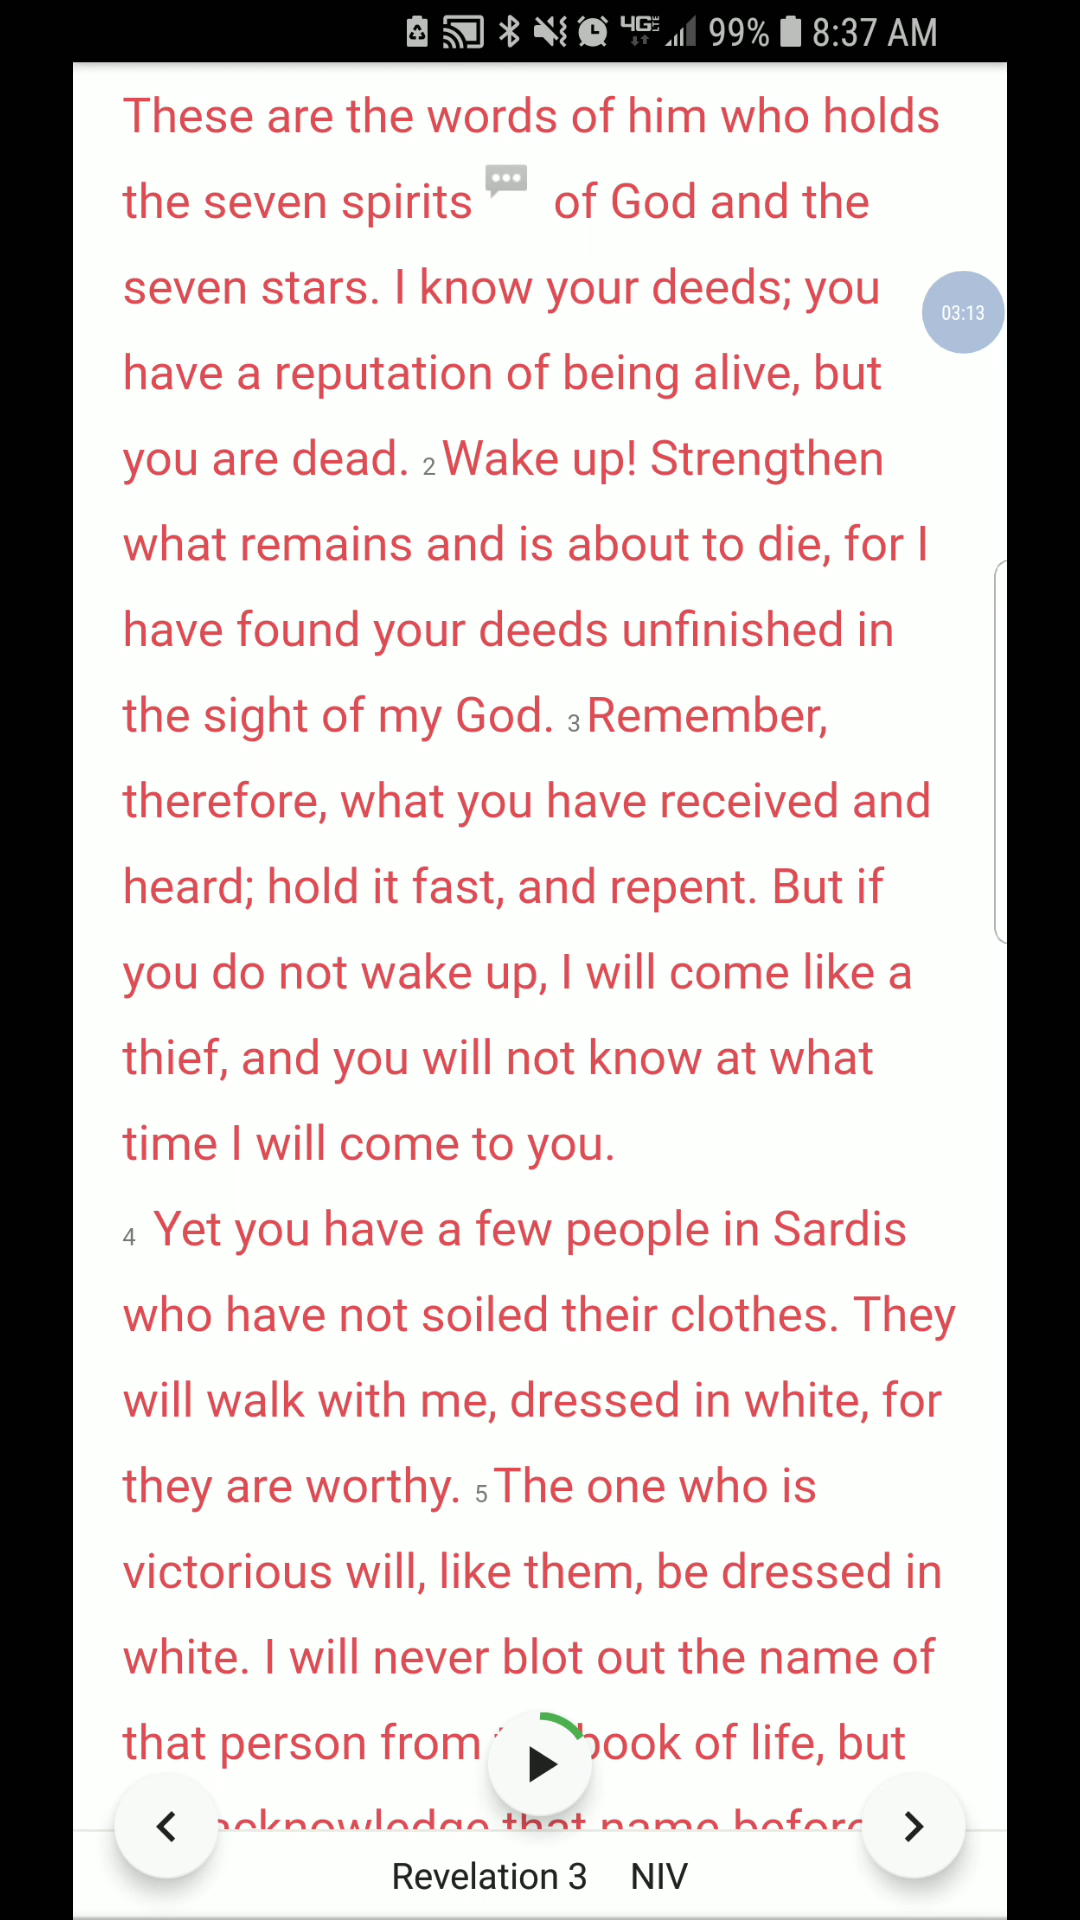 4G LTE 99% 8:37 AM
These are the words of him who holds
the seven spirits of God and the
seven stars. I know your deeds; you
03:13
have a reputation of being alive, but
you are dead. 2 Wake up! Strengthen
what remains and is about to die, for I
have found your deeds unfinished in
the sight of my God. 3 Remember,
therefore, what you have received and
heard; hold it fast, and repent. But if
you do not wake up, I will come like a
thief, and you will not know at what
time I will come to you.
4 Yet you have a few people in Sardis
who have not soiled their clothes. They
will walk with me, dressed in white, for
they are worthy. 5 The one who is
victorious will, like them, be dressed in
white. I will never blot out the name of
that person from book of life, but
acknowledge that name before
Revelation 3 NIV